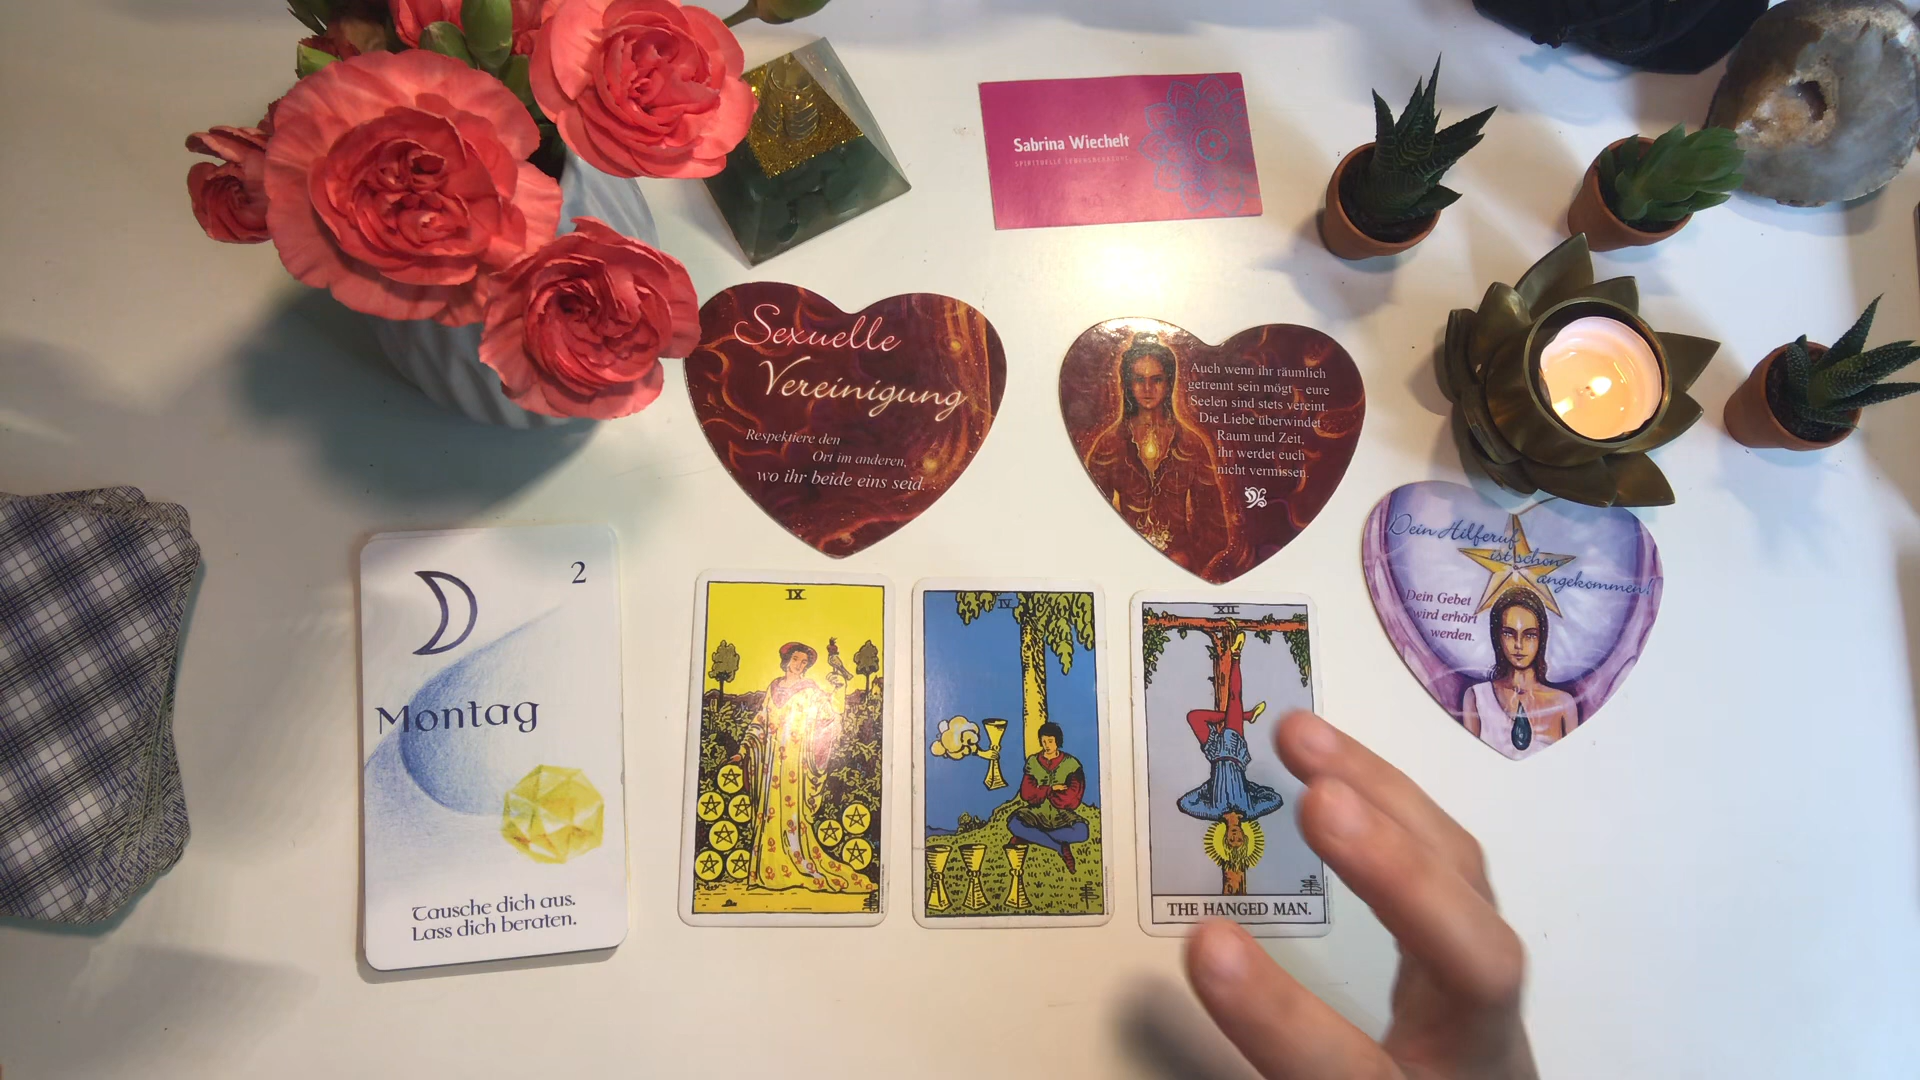 Sabrina Wiechelt
SPIRITUELLE LEBENSBERATUNG
Sexuelle
Vereinigung
Respektiere den
Ort im anderen,
wo ihr beide eins seid.
Auch wenn ihr räumlich
getrennt sein mögt – eure
Seelen sind stets vereint.
Die Liebe überwindet
Raum und Zeit,
ihr werdet euch
nicht vermissen.
Dein Hilferuf
ist schon
angekommen!
Dein Gebet
wird erhört
werden.
2
Montag
Tausche dich aus.
Lass dich beraten.
IX
IV
XII
THE HANGED MAN.